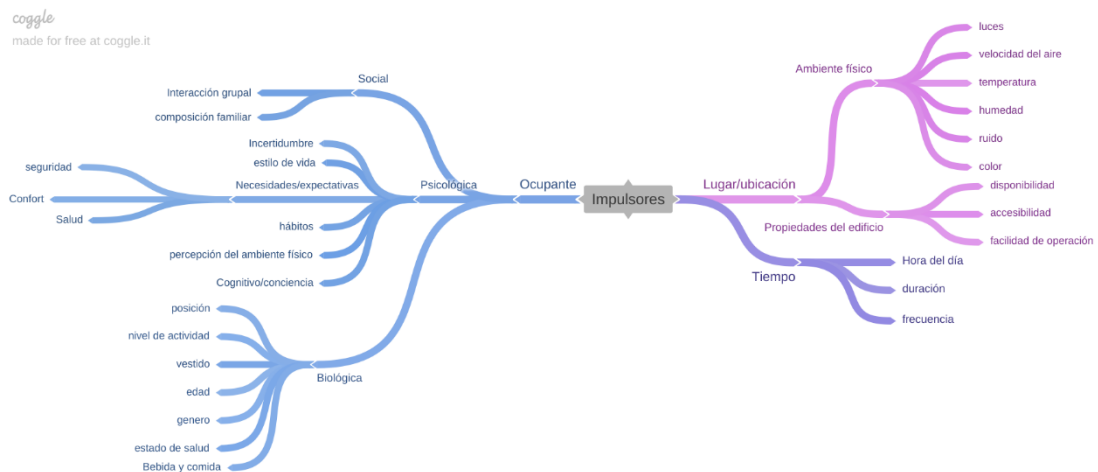 coggle
made for free at coggle.it
Impulsores
Ocupante
Social
Interacción grupal
composición familiar
Psicológica
Incertidumbre
estilo de vida
Necesidades/expectativas
seguridad
Confort
Salud
hábitos
percepción del ambiente físico
Cognitivo/conciencia
Biológica
posición
nivel de actividad
vestido
edad
genero
estado de salud
Bebida y comida
Lugar/ubicación
Ambiente físico
luces
velocidad del aire
temperatura
humedad
ruido
color
Propiedades del edificio
disponibilidad
accesibilidad
facilidad de operación
Tiempo
Hora del día
duración
frecuencia